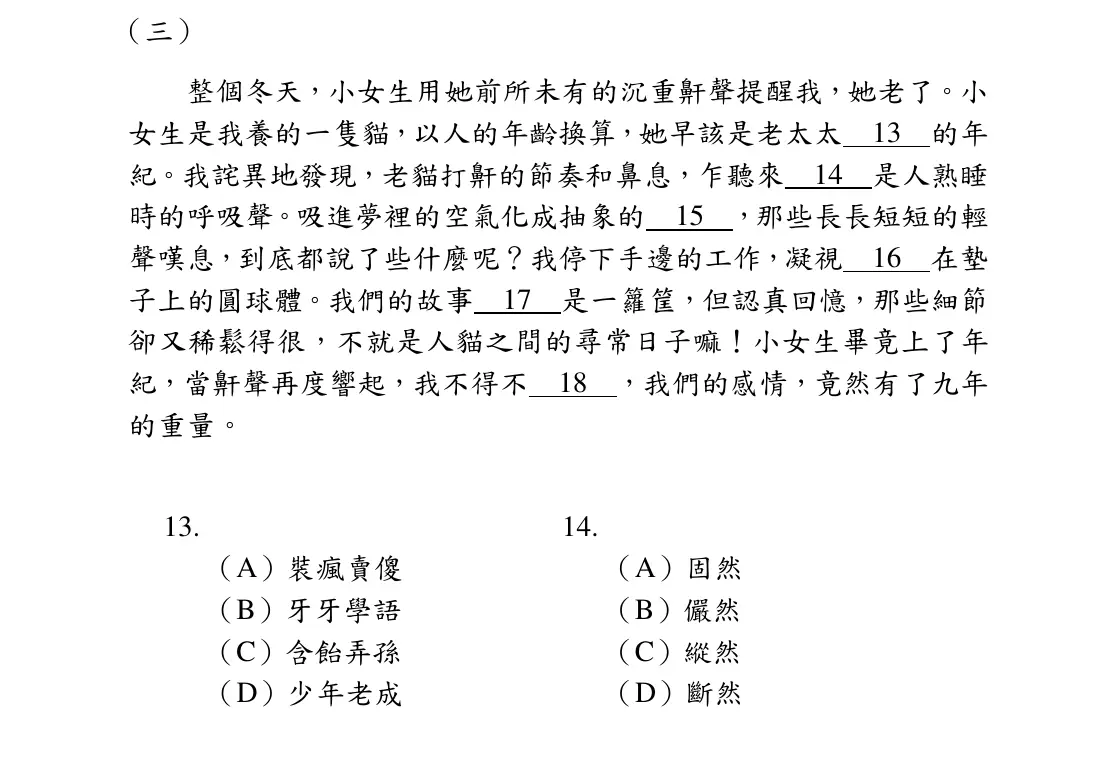 （三）
整個冬天，小女生用她前所未有的沉重鼾聲提醒我，她老了。小
女生是我養的一隻貓，以人的年齡換算，她早該是老太太 13 的年
紀。我詫異地發現，老貓打鼾的節奏和鼻息，乍聽來 14 是人熟睡
時的呼吸聲。吸進夢裡的空氣化成抽象的 15 ，那些長長短短的輕
聲嘆息，到底都說了些什麼呢？我停下手邊的工作，凝視 16 在墊
子上的圓球體。我們的故事 17 是一籮筐，但認真回憶，那些細節
卻又稀鬆得很，不就是人貓之間的尋常日子嘛！小女生畢竟上了年
紀，當鼾聲再度響起，我不得不 18 ，我們的感情，竟然有了九年
的重量。
13. 14.
（A）裝瘋賣傻 （A）固然
（B）牙牙學語 （B）儼然
（C）含飴弄孫 （C）縱然
（D）少年老成 （D）斷然